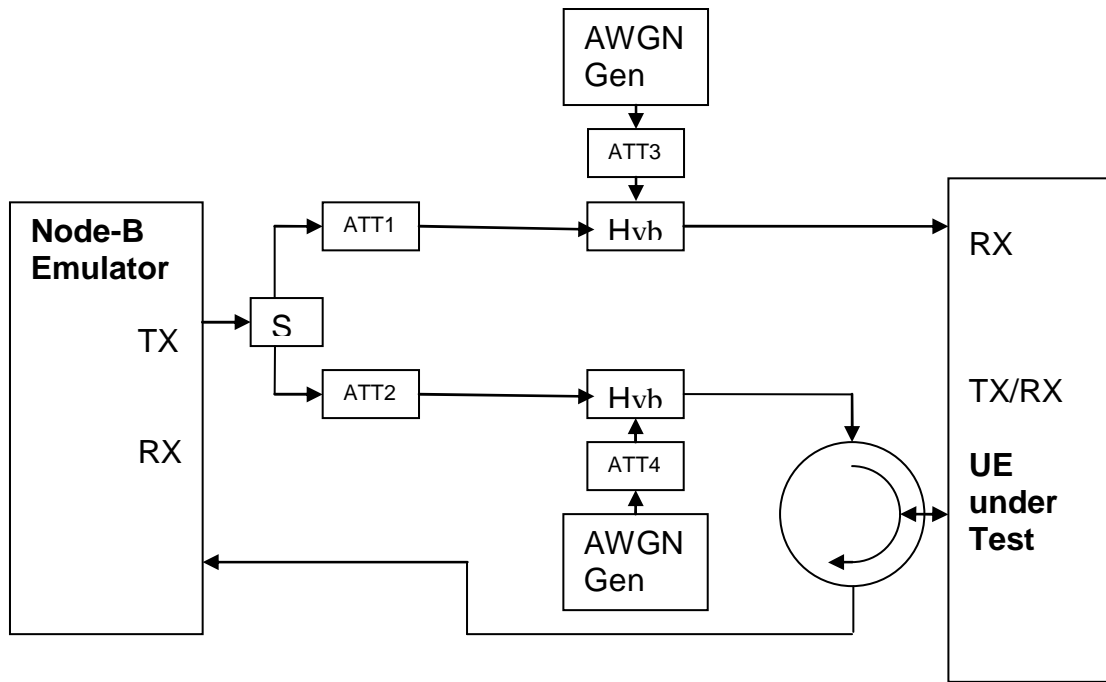 AWGN
Gen
ATT3
Node-B
Emulator
ATT1
Hyb
RX
S
TX
ATT2
Hyb
TX/RX
RX
ATT4
UE
under
Test
AWGN
Gen